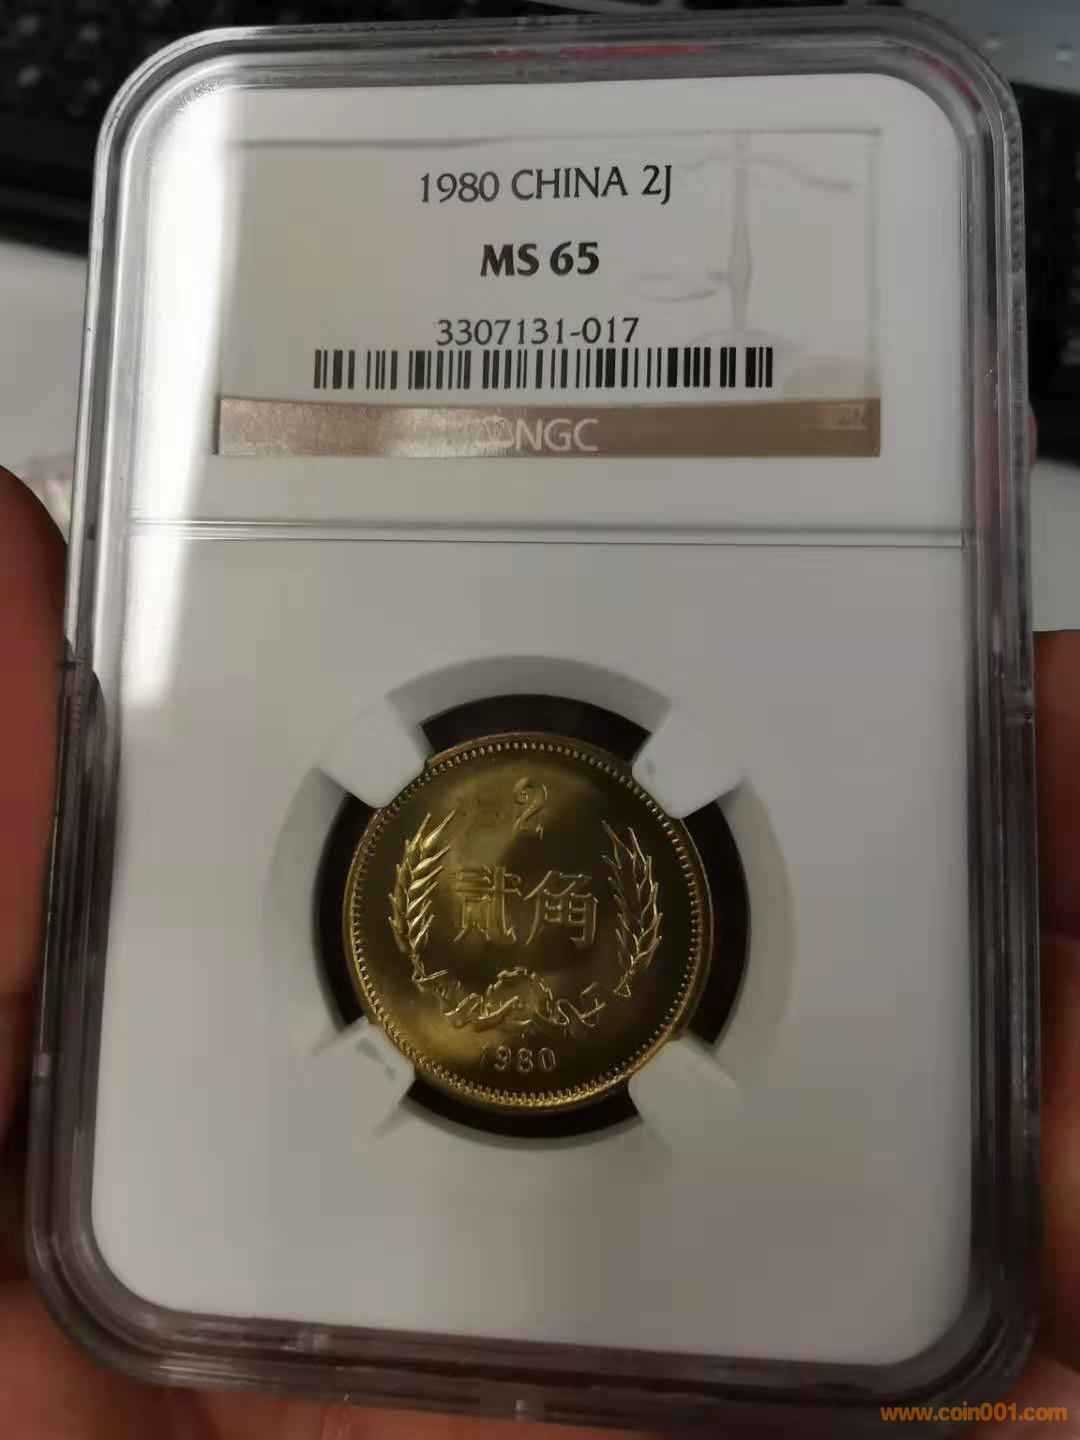 1980 CHINA 2J
MS 65
3307131-017
NGC
2
贰角
1980
www.coin001.com